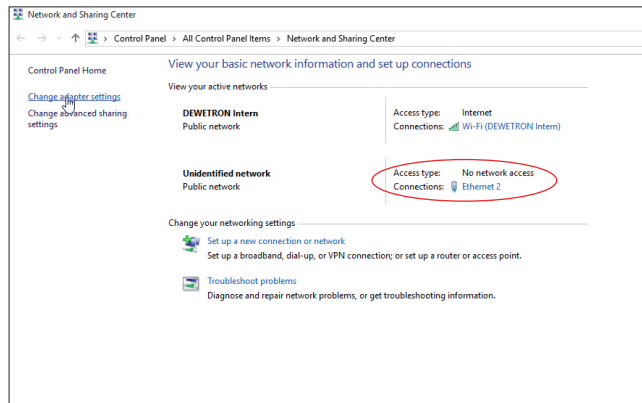 Network and Sharing Center
Control Panel > All Control Panel Items > Network and Sharing Center
Control Panel Home
Change adapter settings
Change advanced sharing
settings
View your basic network information and set up connections
View your active networks
DEWETRON Intern
Public network
Access type: Internet
Connections: Wi-Fi (DEWETRON Intern)
Unidentified network
Public network
Access type: No network access
Connections: Ethernet 2
Change your networking settings
Set up a new connection or network
Set up a broadband, dial-up, or VPN connection; or set up a router or access point.
Troubleshoot problems
Diagnose and repair network problems, or get troubleshooting information.